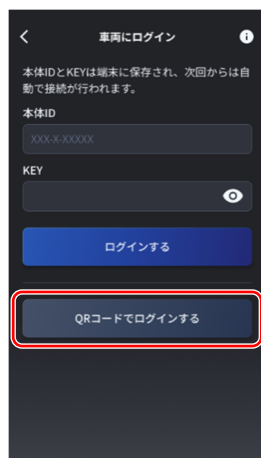 車両にログイン
本体IDとKEYは端末に保存され、次回からは自
動で接続が行われます。
本体ID
XXX-X-XXXXX
KEY
ログインする
QRコードでログインする